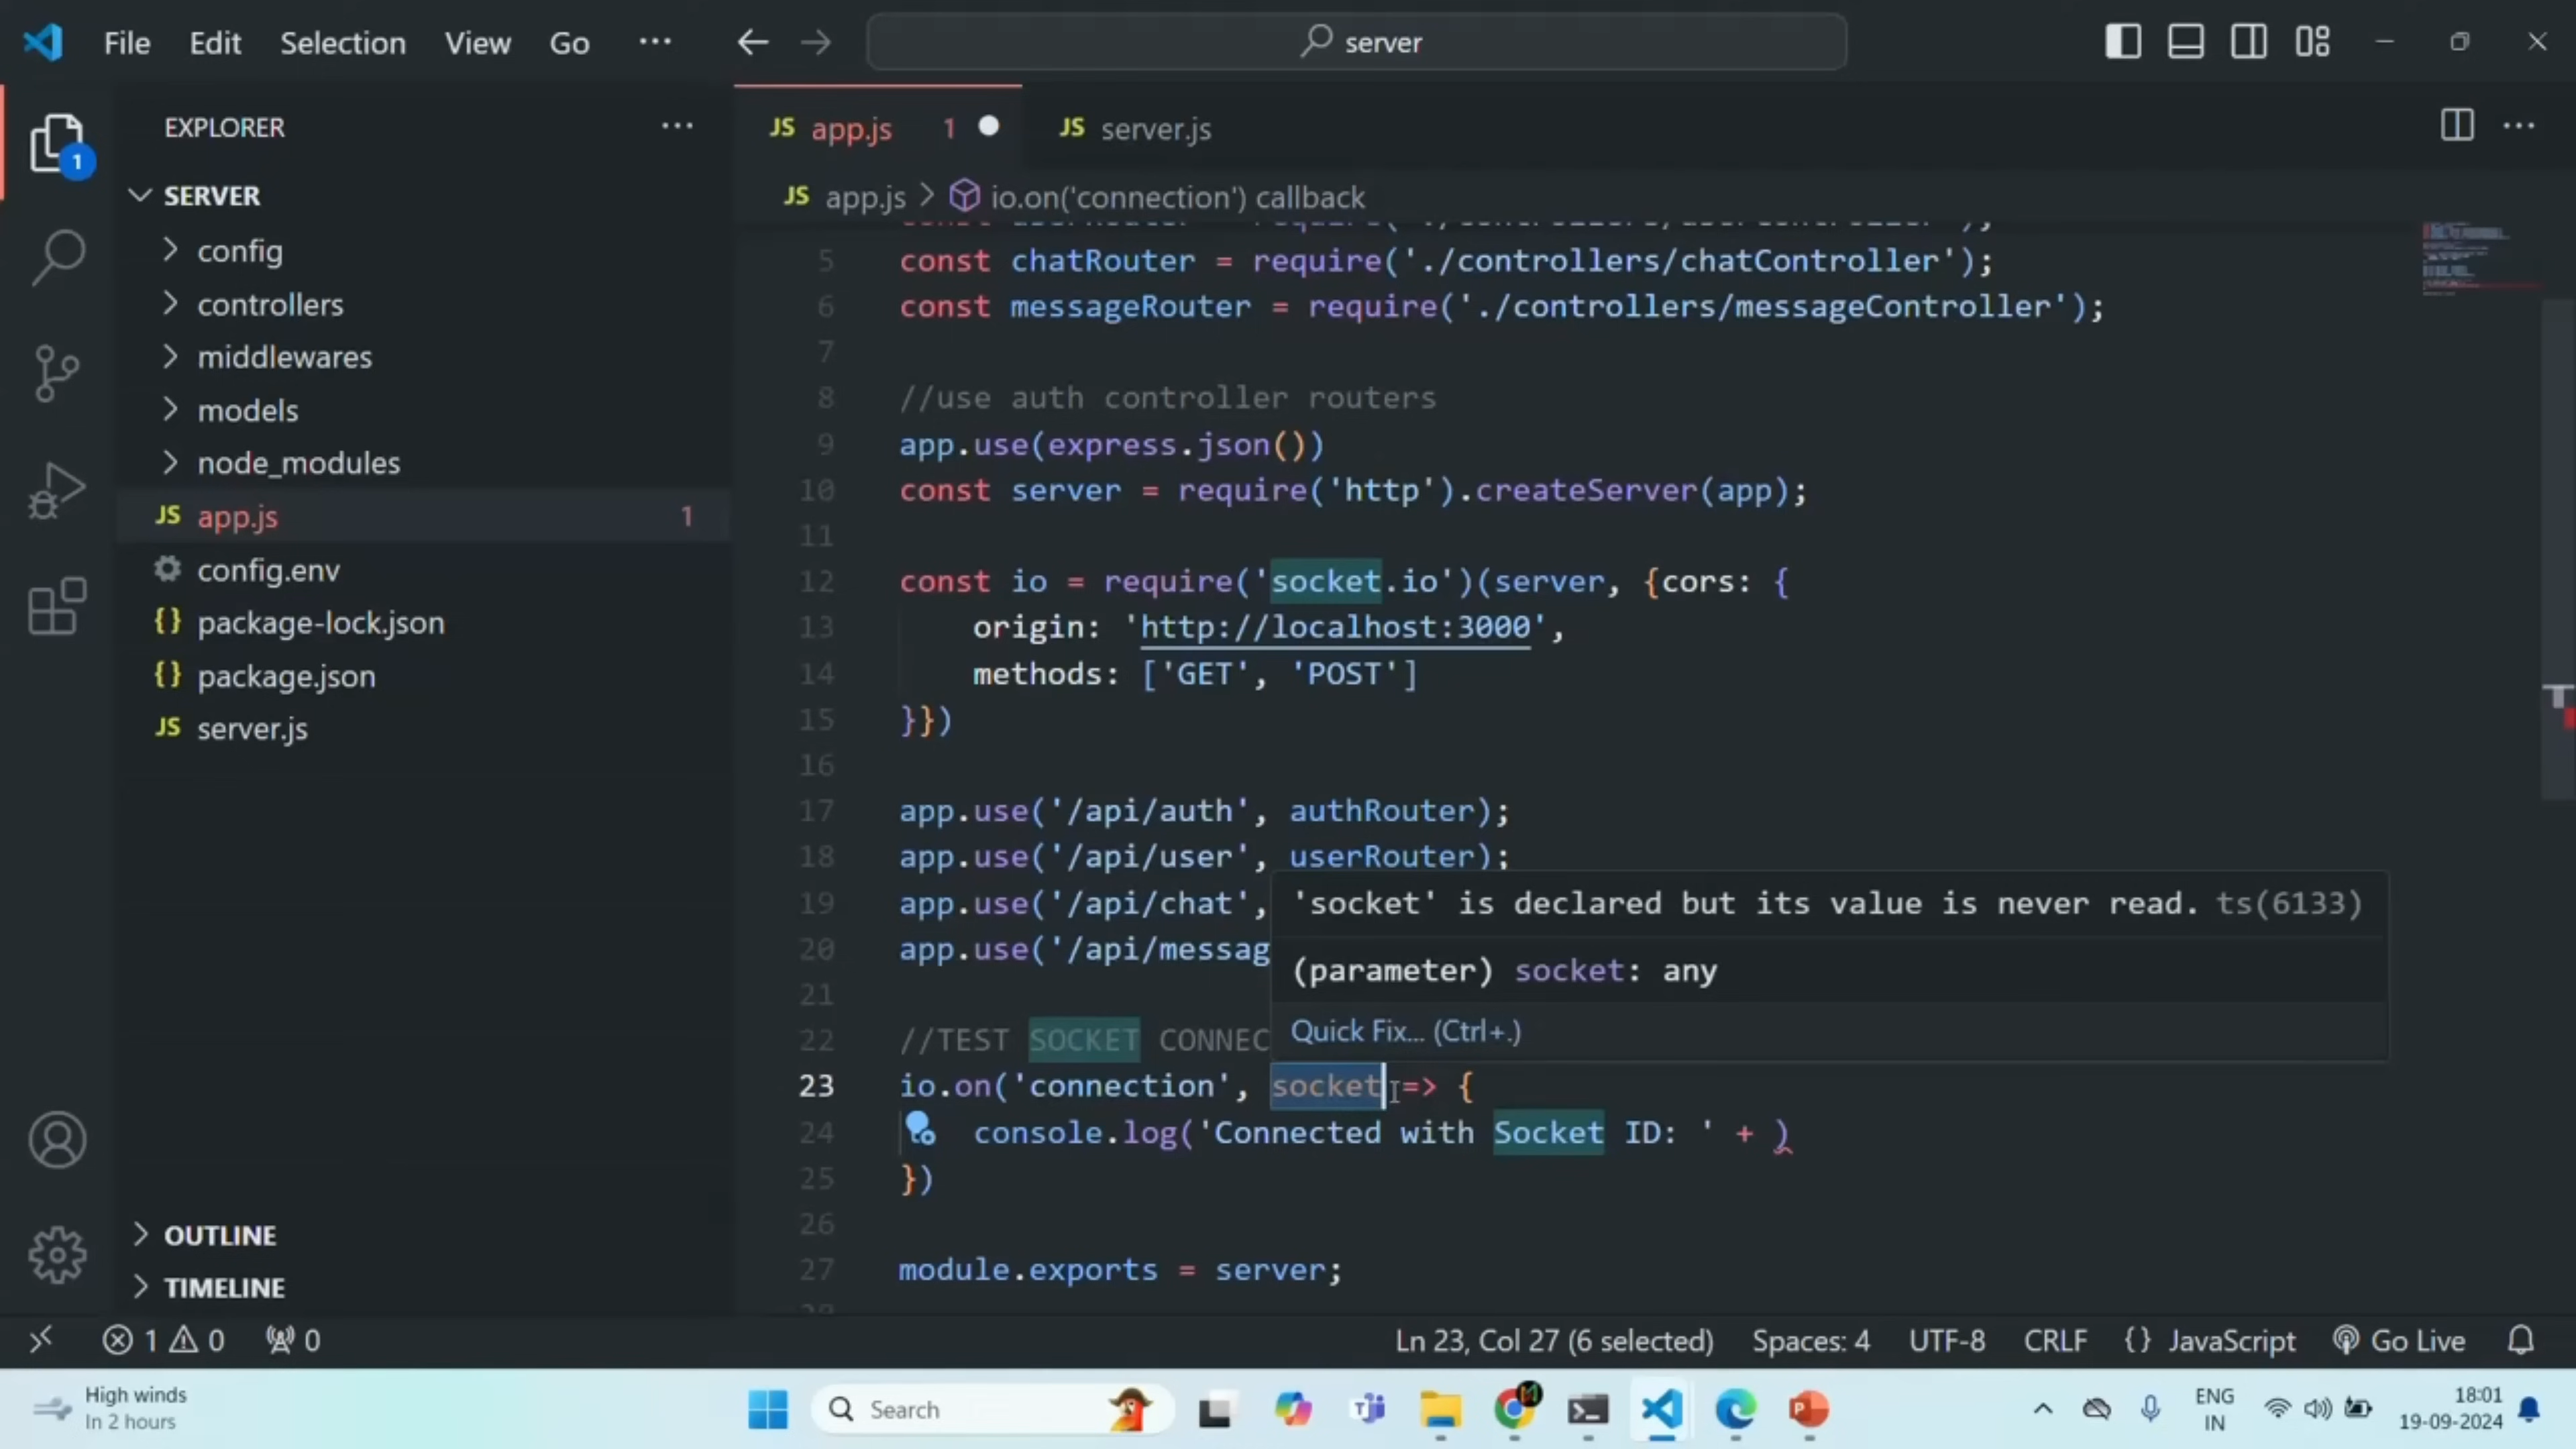 File Edit Selection View Go ··· server
EXPLORER
SERVER
config
controllers
middlewares
models
node_modules
JS app.js 1
config.env
{} package-lock.json
{} package.json
JS server.js
OUTLINE
TIMELINE
1
JS app.js 1 JS server.js
JS app.js > io.on('connection') callback
5 const chatRouter = require('./controllers/chatController');
6 const messageRouter = require('./controllers/messageController');
7
8 //use auth controller routers
9 app.use(express.json())
10 const server = require('http').createServer(app);
11
12 const io = require('socket.io')(server, {cors: {
13 origin: 'http://localhost:3000',
14 methods: ['GET', 'POST']
15 }})
16
17 app.use('/api/auth', authRouter);
18 app.use('/api/user', userRouter);
19 app.use('/api/chat',
20 app.use('/api/messag
'socket' is declared but its value is never read. ts(6133)
(parameter) socket: any
Quick Fix... (Ctrl+.)
21
22 //TEST SOCKET CONNEC
23 io.on('connection', socket => {
24 console.log('Connected with Socket ID: ' + )
25 })
26
27 module.exports = server;
1 0 0 Ln 23, Col 27 (6 selected) Spaces: 4 UTF-8 CRLF {} JavaScript Go Live
High winds
In 2 hours
Search
ENG
IN
18:01
19-09-2024